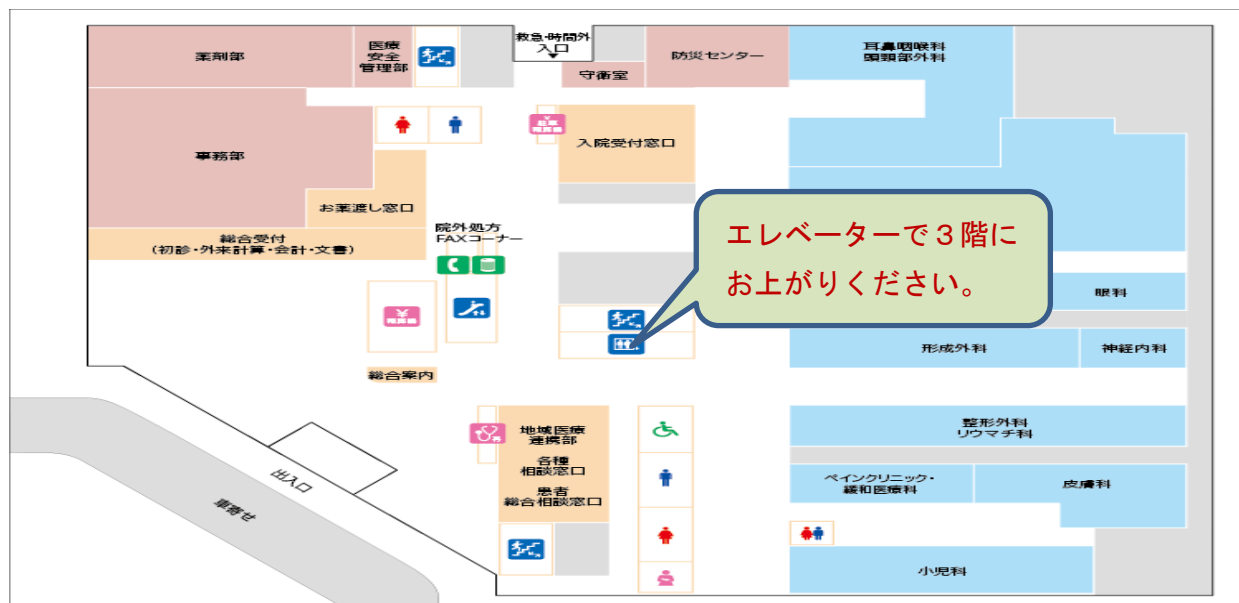 薬剤部
医療
安全
管理部
救急・時間外
入口
守衛室
防災センター
耳鼻咽喉科
頭頸部外科
事務部
入院受付窓口
お薬渡し窓口
総合受付
(初診・外来計算・会計・文書)
院外処方
FAXコーナー
エレベーターで3階に
お上がりください。
眼科
形成外科
神経内科
総合案内
地域医療
連携部
各種
相談窓口
患者
総合相談窓口
整形外科
リウマチ科
ペインクリニック・
緩和医療科
皮膚科
小児科
出入口
車寄せ
¥
¥